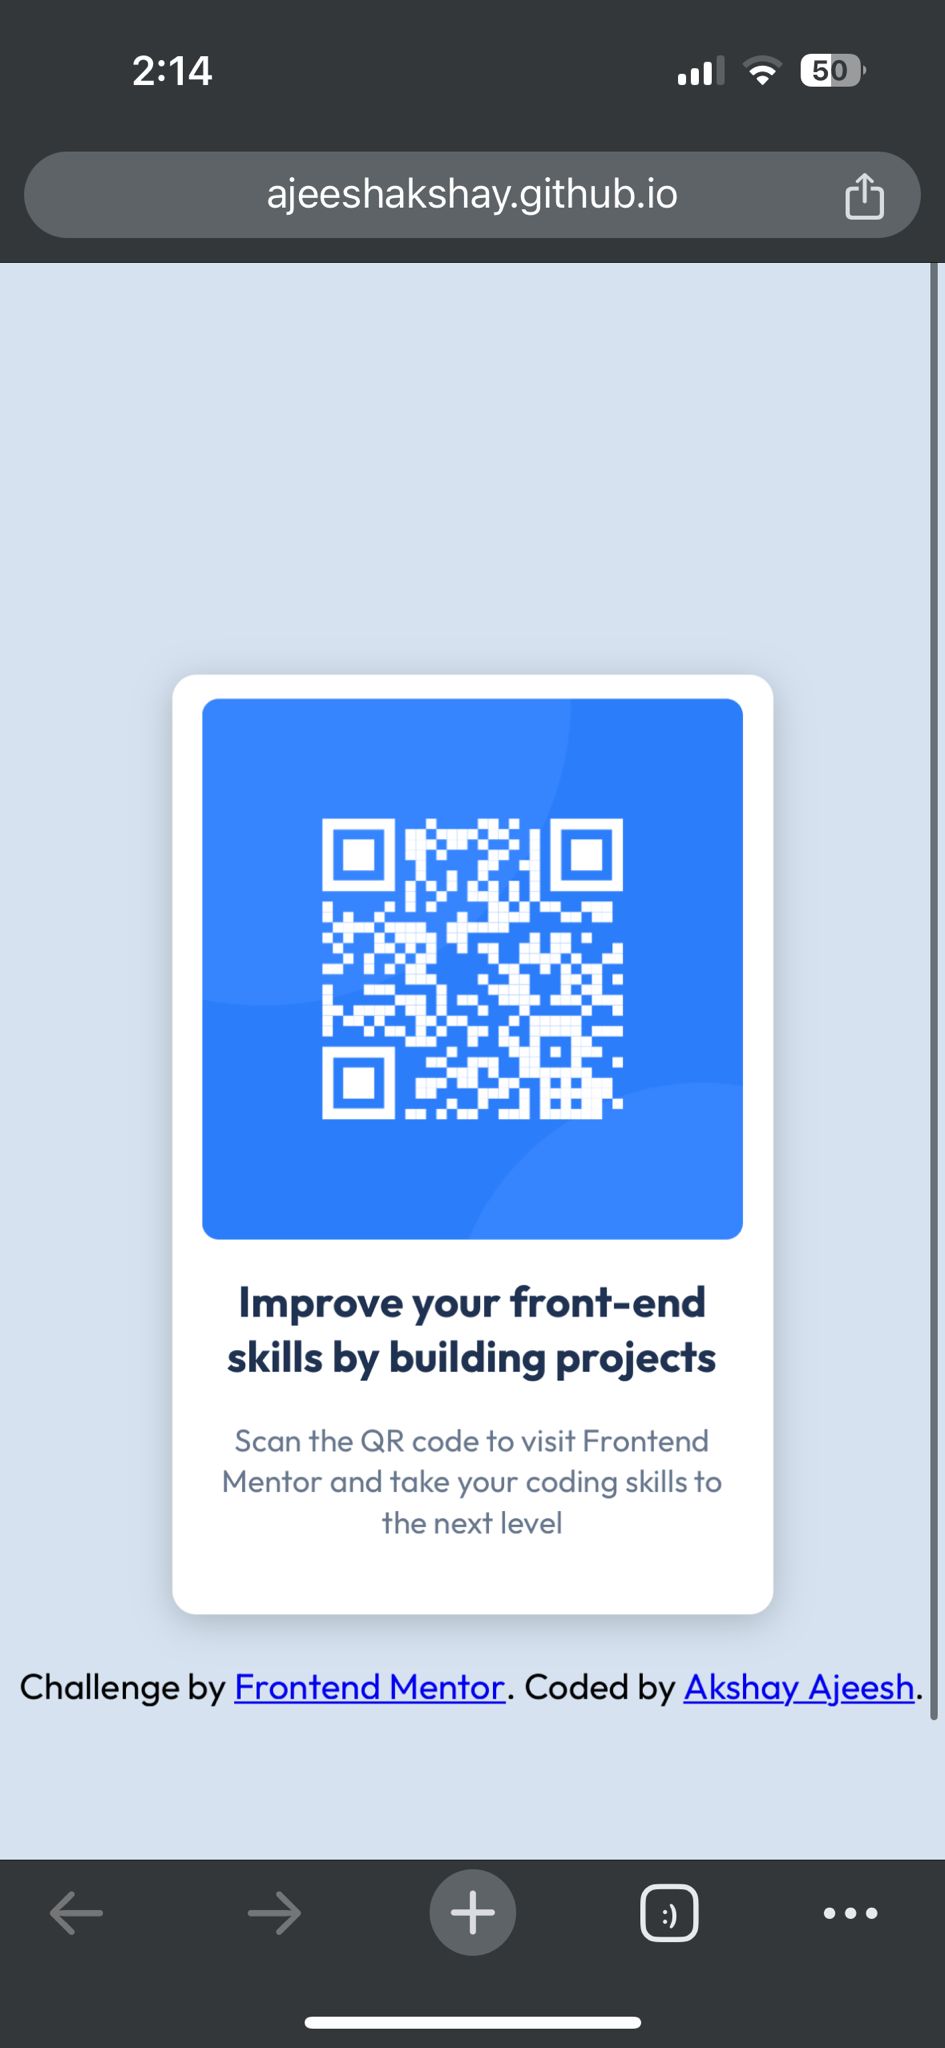 2:14
50
ajeeshakshay.github.io
Improve your front-end
skills by building projects
Scan the QR code to visit Frontend
Mentor and take your coding skills to
the next level
Challenge by Frontend Mentor. Coded by Akshay Ajeesh.
:)